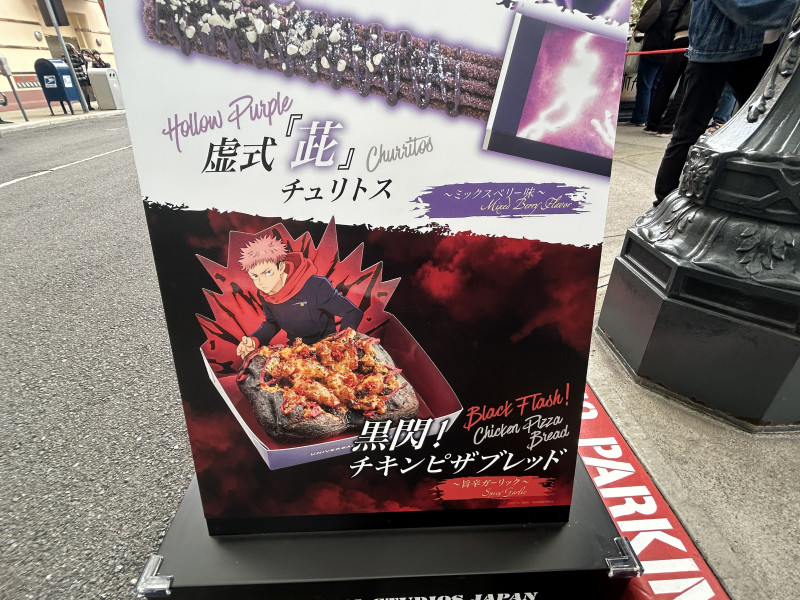 Hollow Purple
虚式『茈』
Churritos
チュリトス
～ミックスベリー味～
Mixed Berry Flavor
Black Flash!
Chicken Pizza
Bread
黒閃!
チキンピザブレッド
～旨辛ガーリック～
Spicy Garlic
STUDIOS JAPAN
PARKIN